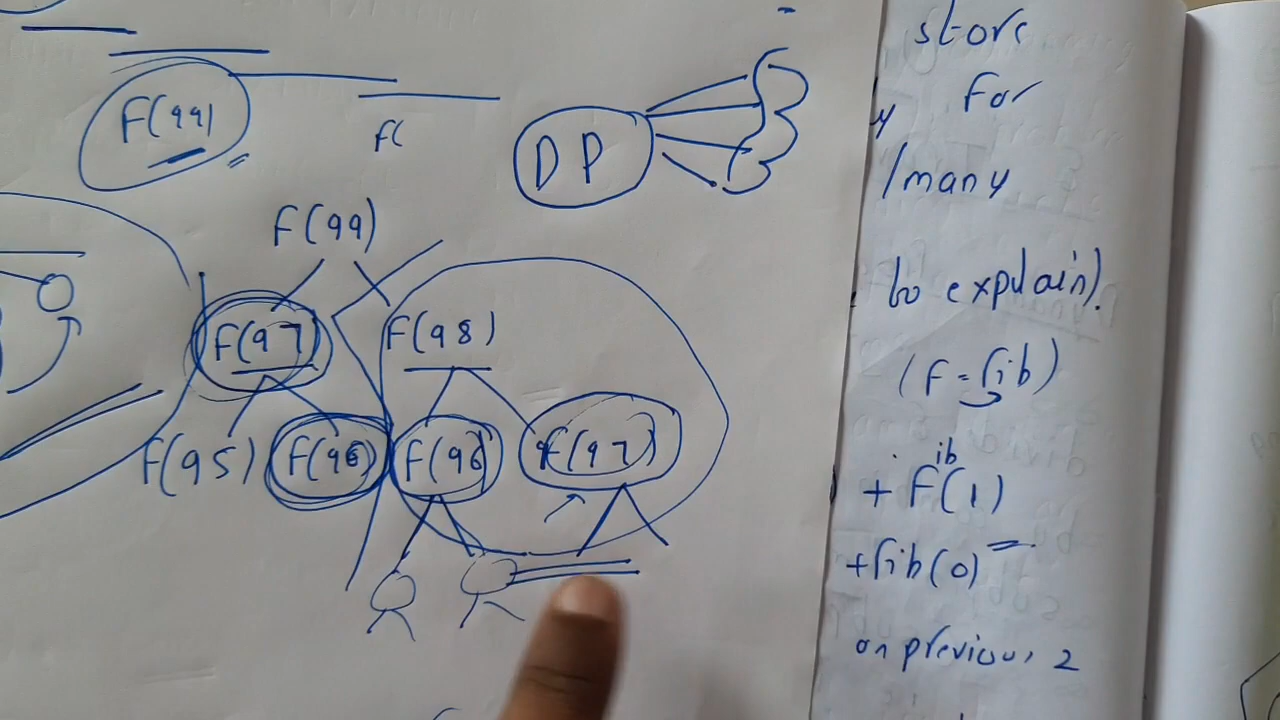 F(99)
F(
DP
F(99)
F(97)
F(98)
F(95)
F(96)
F(96)
F(97)
store
y
for
/many
to explain).
(F=fib)
ib
+ F(1)
+fib(0)
on previous 2